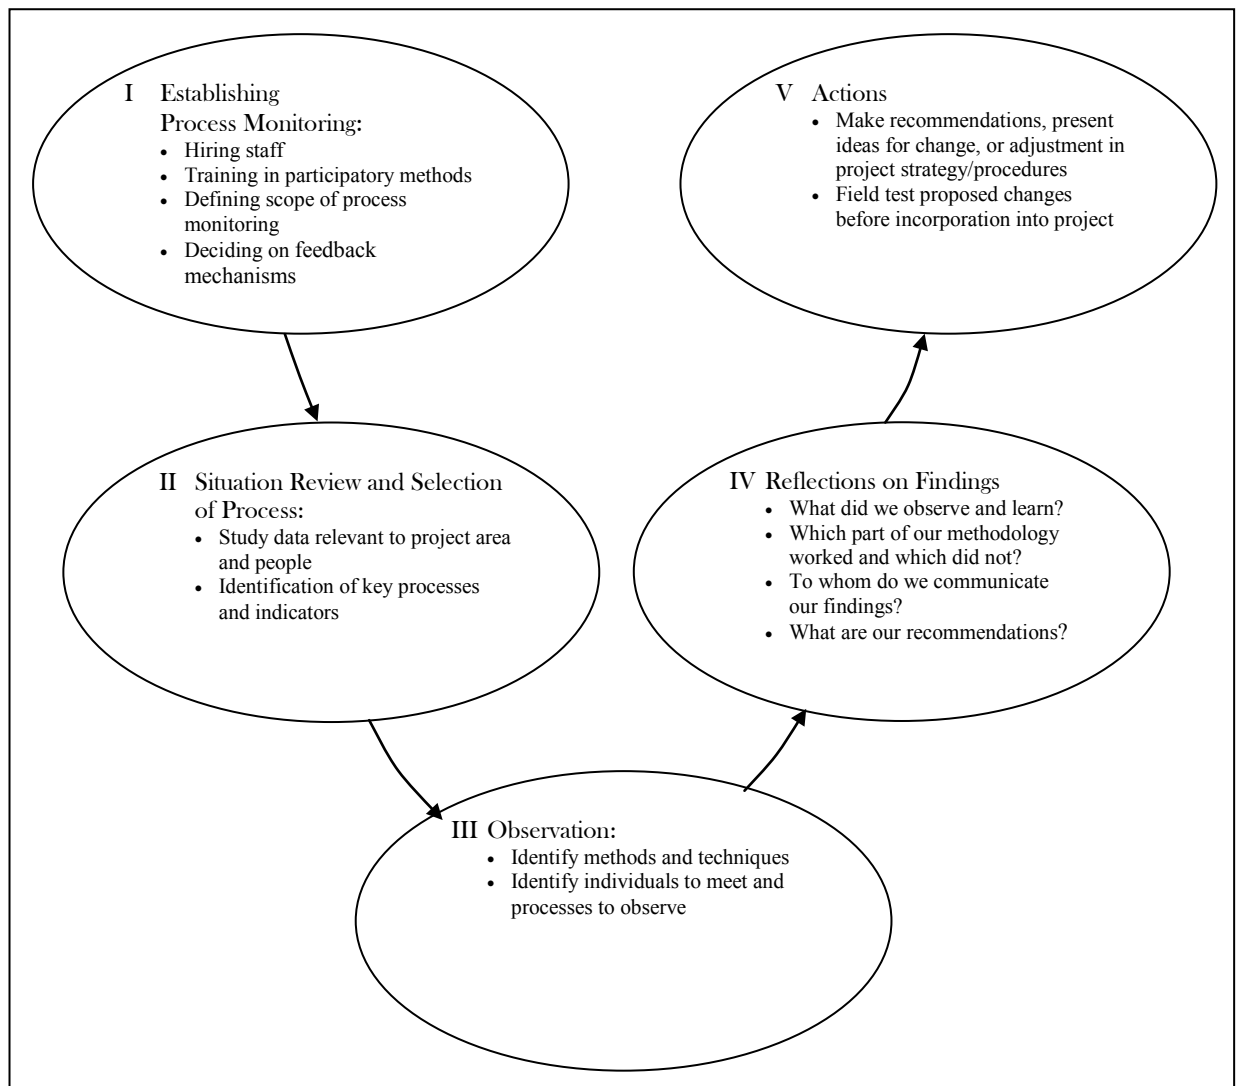 I Establishing
Process Monitoring:
• Hiring staff
• Training in participatory methods
• Defining scope of process
monitoring
• Deciding on feedback
mechanisms
II Situation Review and Selection
of Process:
• Study data relevant to project area
and people
• Identification of key processes
and indicators
III Observation:
• Identify methods and techniques
• Identify individuals to meet and
processes to observe
IV Reflections on Findings
• What did we observe and learn?
• Which part of our methodology
worked and which did not?
• To whom do we communicate
our findings?
• What are our recommendations?
V Actions
• Make recommendations, present
ideas for change, or adjustment in
project strategy/procedures
• Field test proposed changes
before incorporation into project